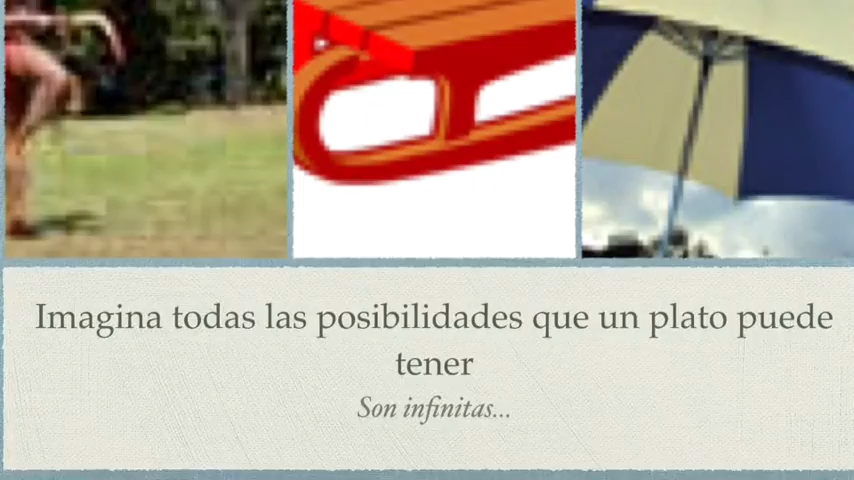 Imagina todas las posibilidades que un plato puede
tener
Son infinitas...